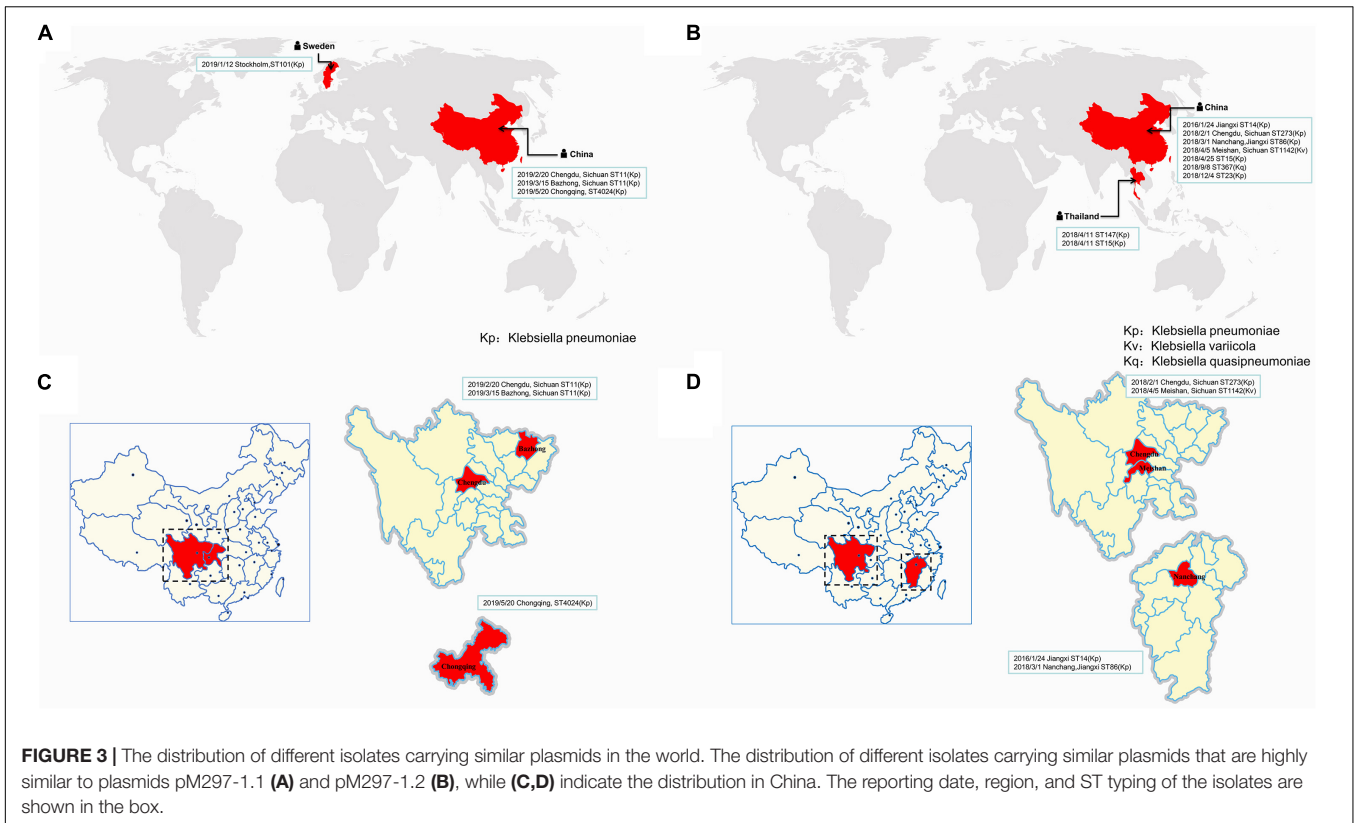 A
Sweden
2019/1/12 Stockholm,ST101(Kp)
China
2019/2/20 Chengdu, Sichuan ST11(Kp)
2019/3/15 Bazhong, Sichuan ST11(Kp)
2019/5/20 Chongqing, ST4024(Kp)
Kp: Klebsiella pneumoniae
B
China
2016/1/24 Jiangxi ST14(Kp)
2018/2/1 Chengdu, Sichuan ST273(Kp)
2018/3/1 Nanchang,Jiangxi ST86(Kp)
2018/4/5 Meishan, Sichuan ST1142(Kv)
2018/4/25 ST15(Kp)
2018/9/8 ST367(Kq)
2018/12/4 ST23(Kp)
Thailand
2018/4/11 ST147(Kp)
2018/4/11 ST15(Kp)
Kp: Klebsiella pneumoniae
Kv: Klebsiella variicola
Kq: Klebsiella quasipneumoniae
C
2019/2/20 Chengdu, Sichuan ST11(Kp)
2019/3/15 Bazhong, Sichuan ST11(Kp)
Bazhong
Chengdu
2019/5/20 Chongqing, ST4024(Kp)
Chongqing
D
2018/2/1 Chengdu, Sichuan ST273(Kp)
2018/4/5 Meishan, Sichuan ST1142(Kv)
Chengdu
Meishan
Nanchang
2016/1/24 Jiangxi ST14(Kp)
2018/3/1 Nanchang,Jiangxi ST86(Kp)
FIGURE 3 | The distribution of different isolates carrying similar plasmids in the world. The distribution of different isolates carrying similar plasmids that are highly
similar to plasmids pM297-1.1 (A) and pM297-1.2 (B), while (C,D) indicate the distribution in China. The reporting date, region, and ST typing of the isolates are
shown in the box.